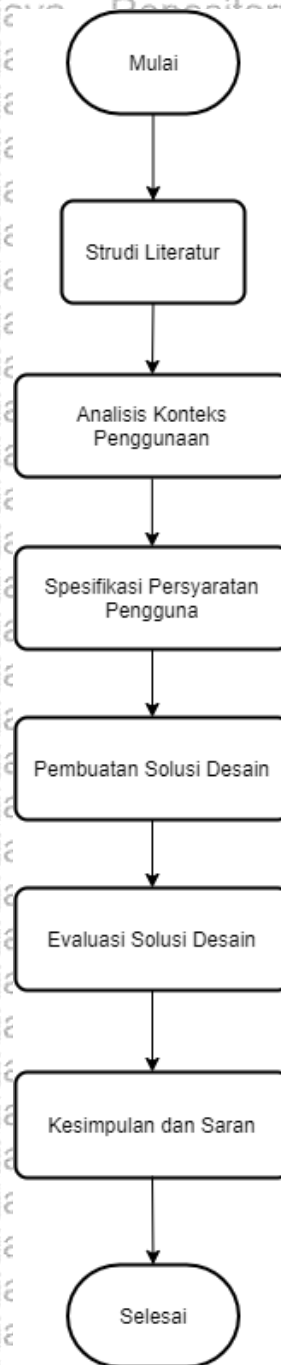 Mulai
Strudi Literatur
Analisis Konteks
Penggunaan
Spesifikasi Persyaratan
Pengguna
Pembuatan Solusi Desain
Evaluasi Solusi Desain
Kesimpulan dan Saran
Selesai